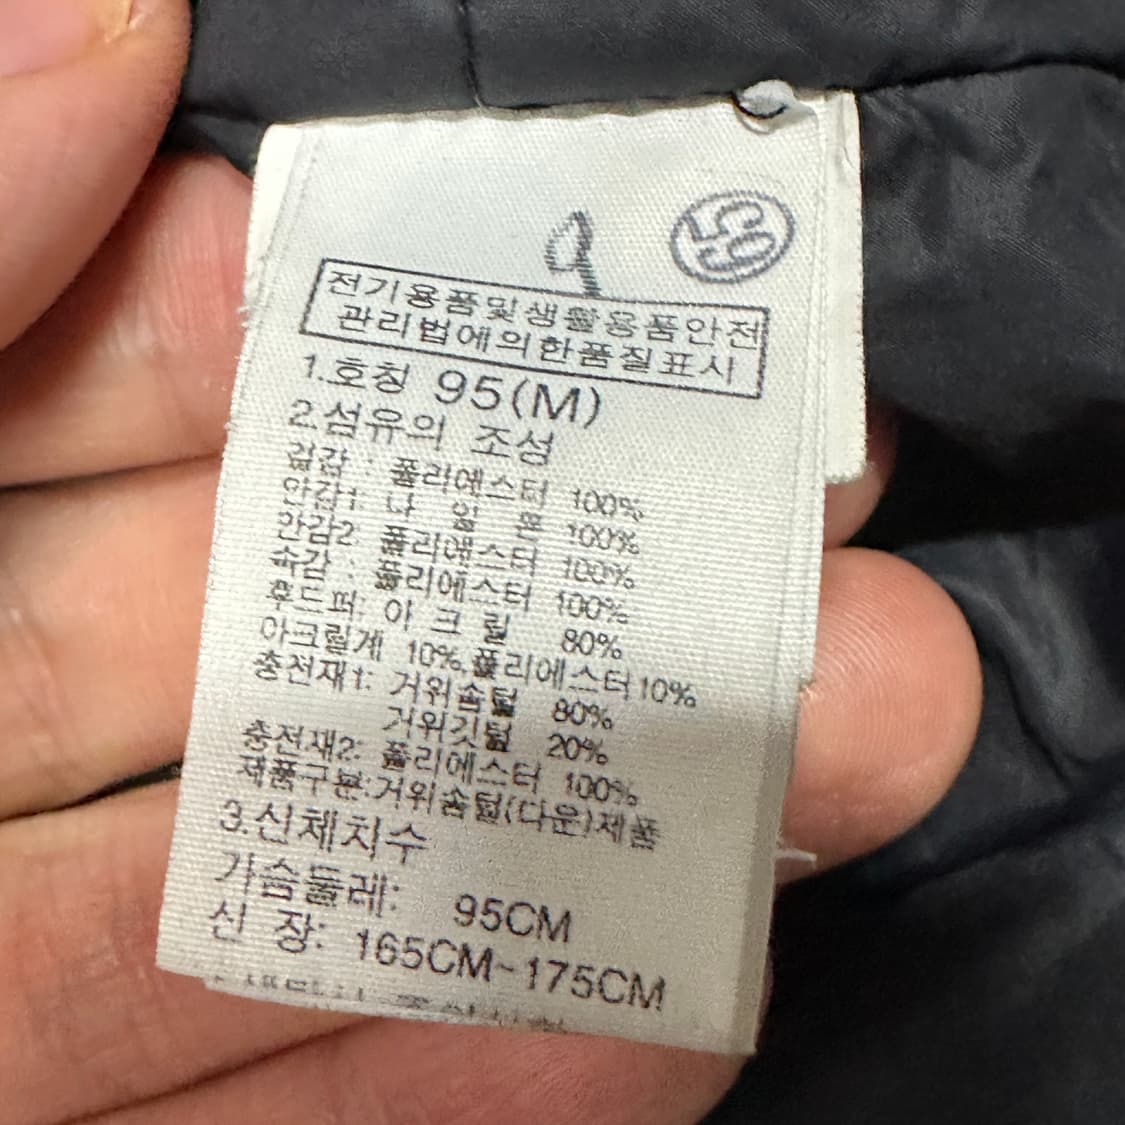 전기용품및생활용품안전
관리법에의한품질표시
1.호칭 95(M)
2.섬유의 조성
겉감 : 폴리에스터 100%
안감1: 나 일 론 100%
안감2: 폴리에스터 100%
속감 : 폴리에스터 100%
후드퍼: 아 크 릴 80%
아크릴계 10%,폴리에스터10%
충전재1: 거위솜털 80%
거위깃털 20%
충전재2: 폴리에스터 100%
제품구분:거위솜털(다운)제품
3.신체치수
가슴둘레: 95CM
신 장: 165CM~175CM